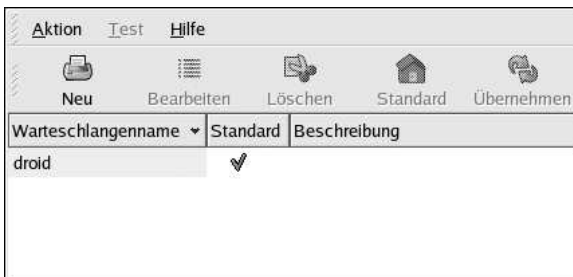 Aktion Test Hilfe
Neu Bearbeiten Löschen Standard Übernehmen
Warteschlangenname Standard Beschreibung
droid